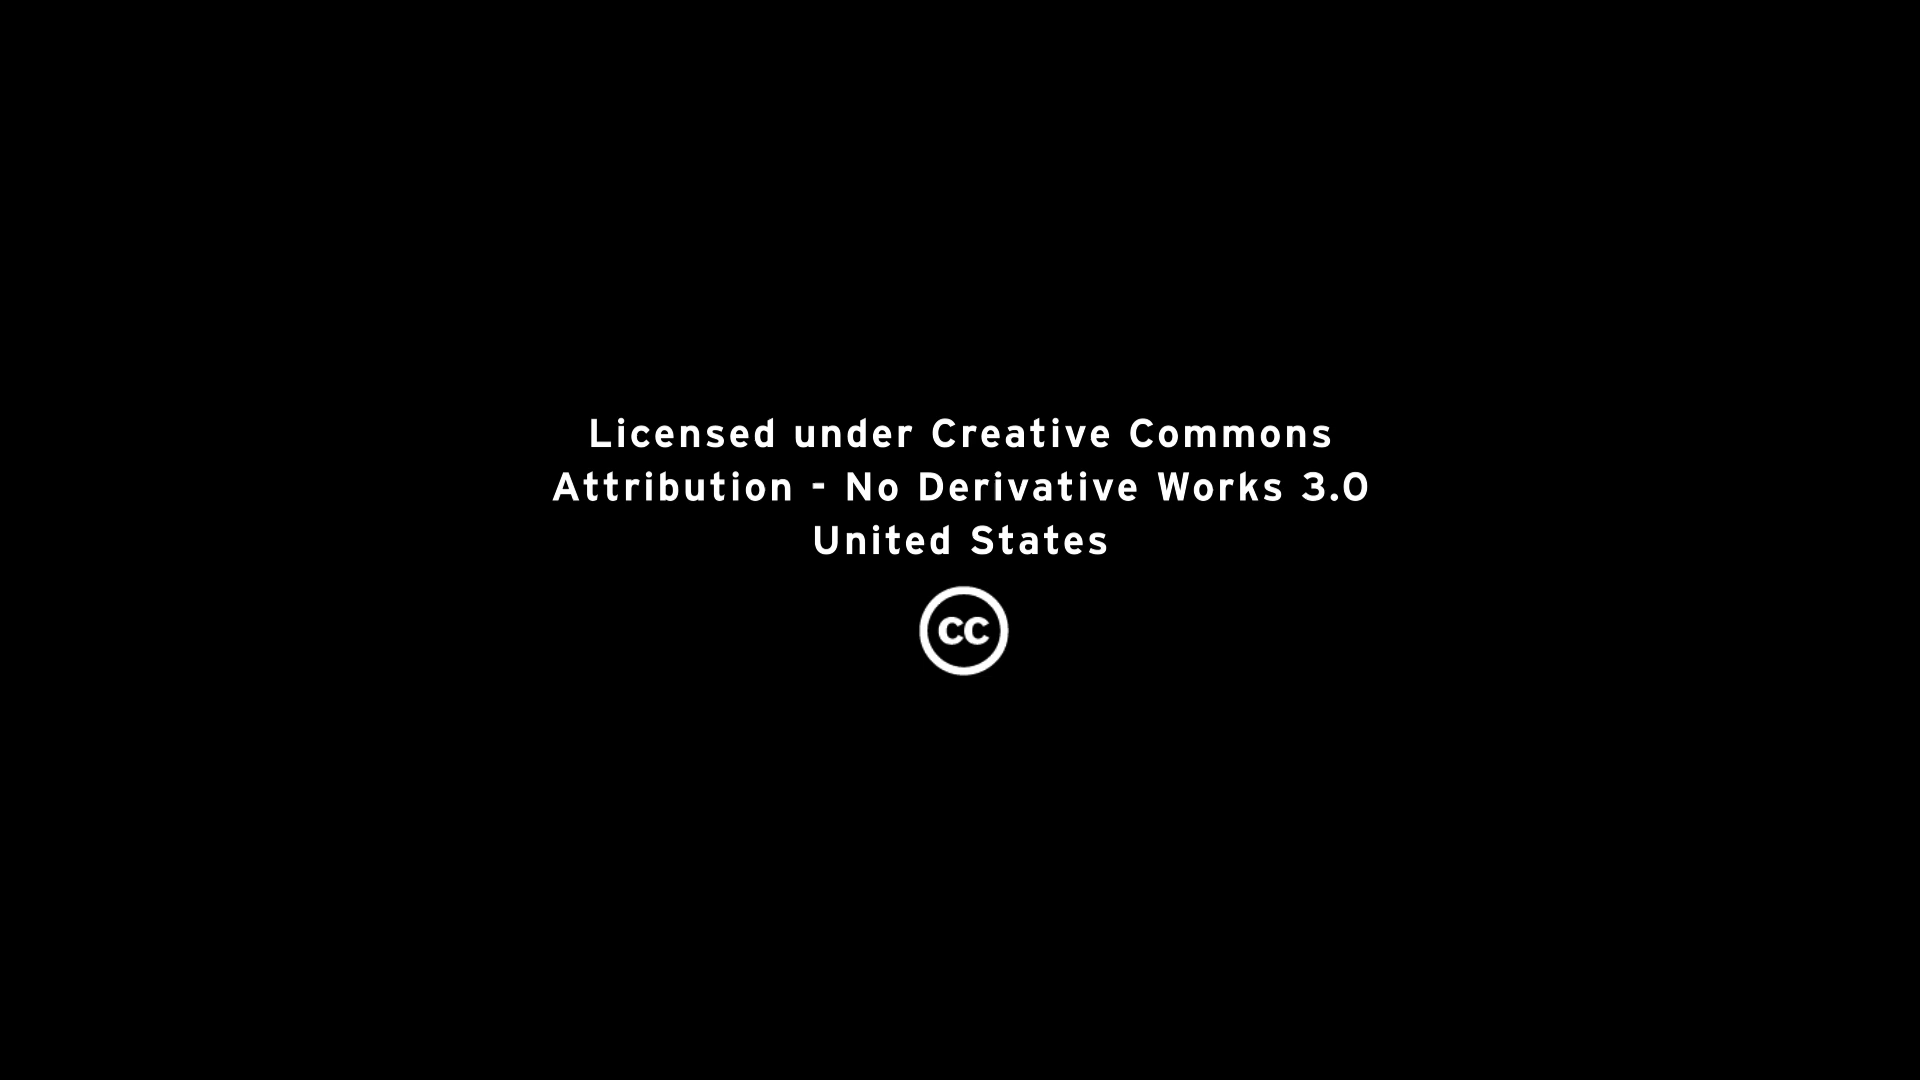 Licensed under Creative Commons
Attribution - No Derivative Works 3.0
United States
cc